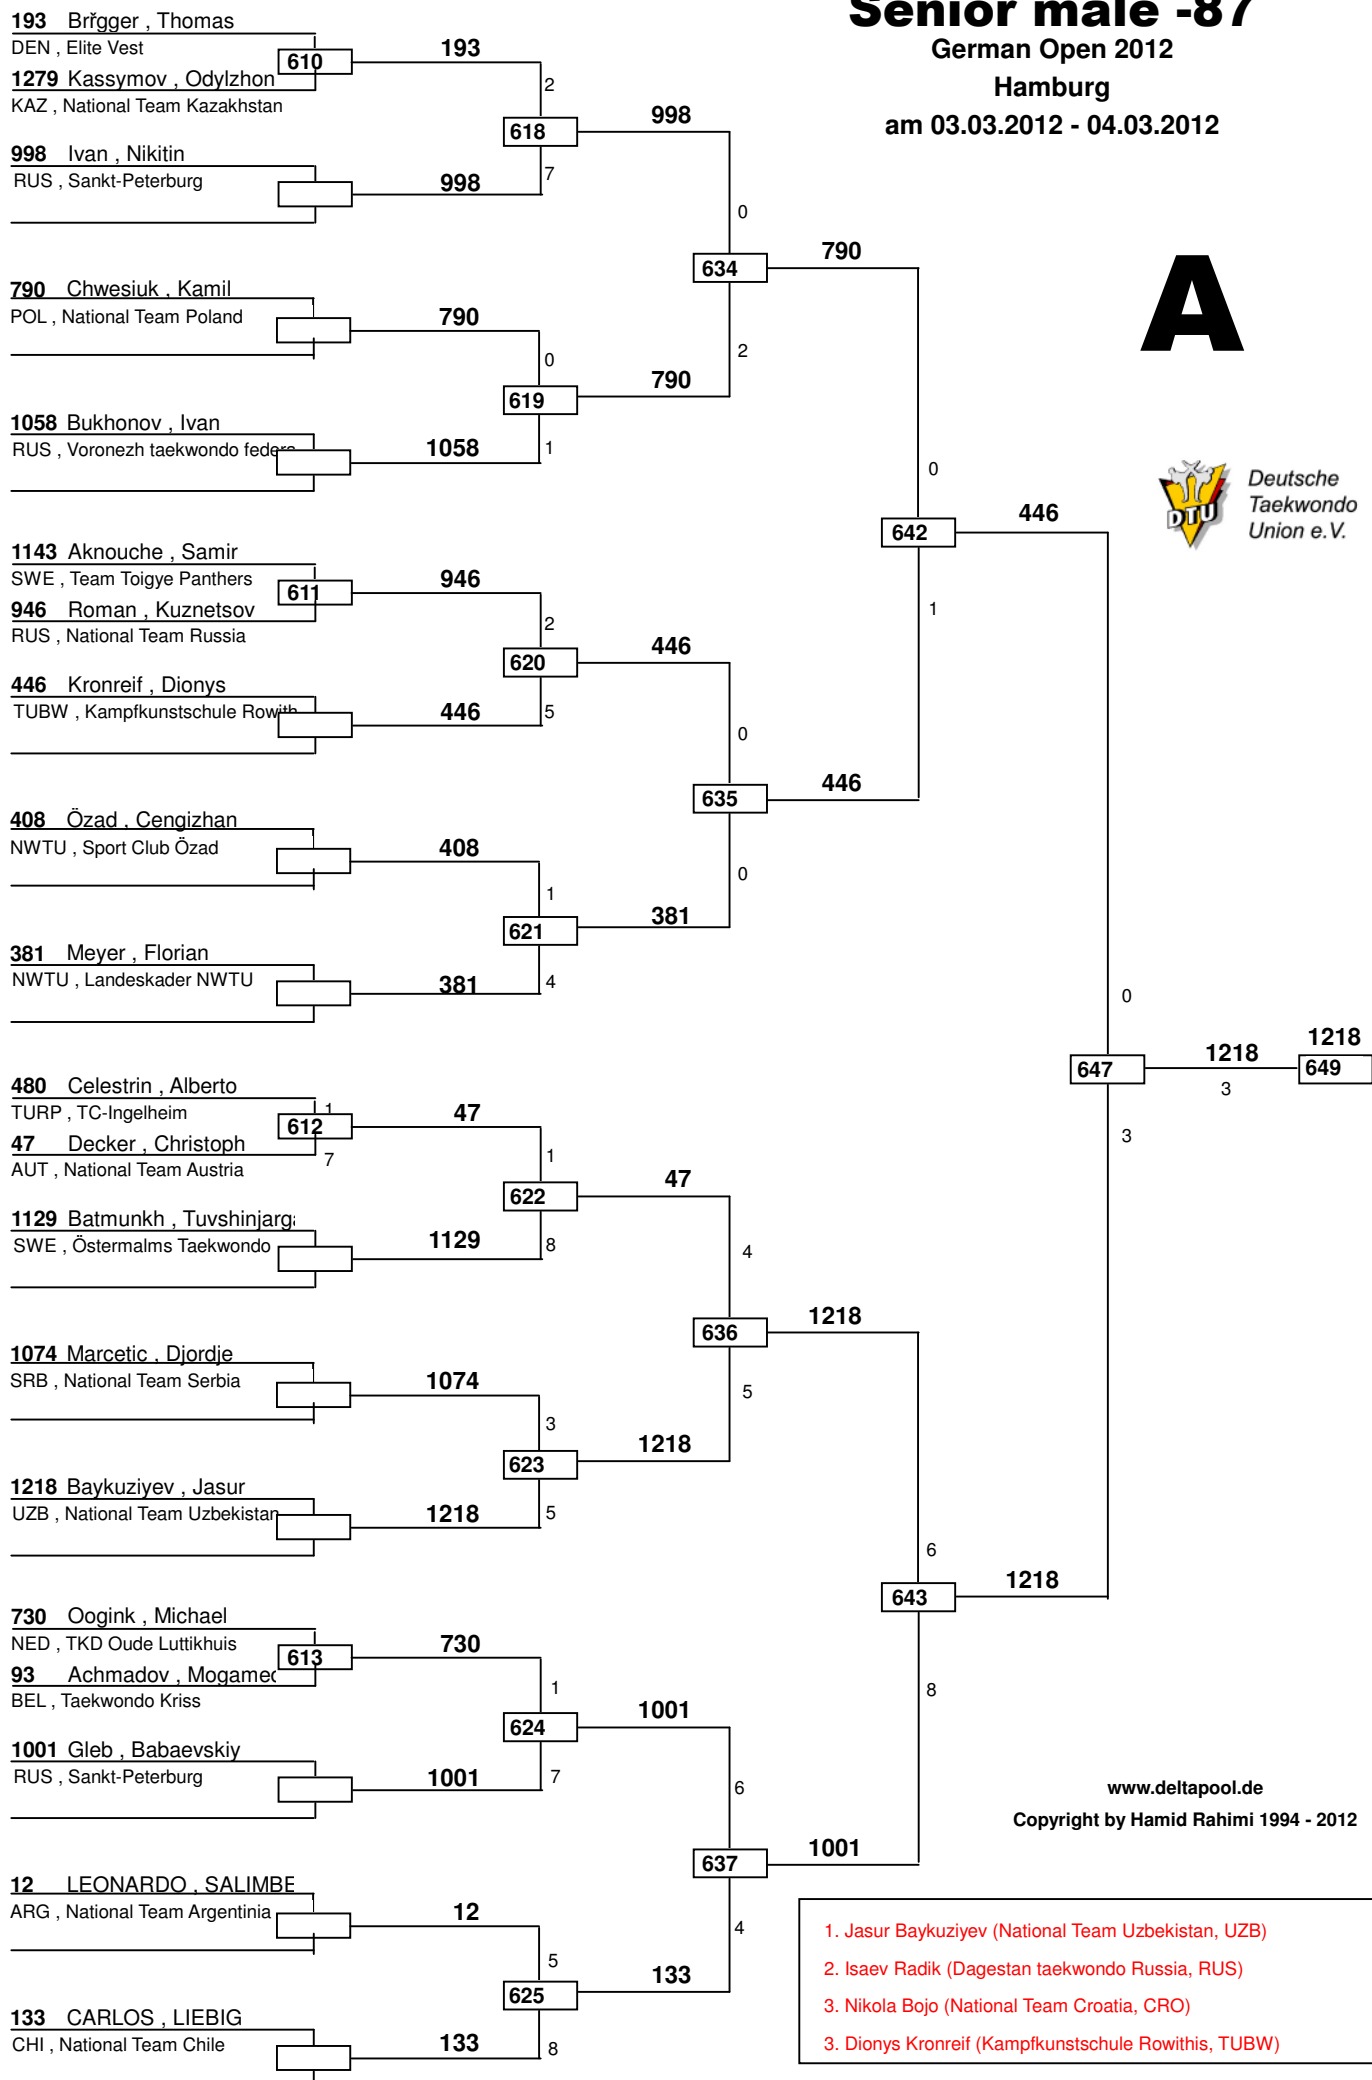 Senior male -87
German Open 2012
Hamburg
am 03.03.2012 - 04.03.2012
A
DTU
Deutsche
Taekwondo
Union e.V.
193 Brřgger , Thomas
DEN , Elite Vest
610
193
1279 Kassymov , Odylzhon
KAZ , National Team Kazakhstan
2
618
998
998 Ivan , Nikitin
RUS , Sankt-Peterburg
998
7
0
634
790
790 Chwesiuk , Kamil
POL , National Team Poland
790
0
2
619
790
1058 Bukhonov , Ivan
RUS , Voronezh taekwondo federa
1058
1
0
642
446
1143 Aknouche , Samir
SWE , Team Toigye Panthers
611
946
946 Roman , Kuznetsov
RUS , National Team Russia
2
1
620
446
446 Kronreif , Dionys
TUBW , Kampfkunstschule Rowith
446
5
0
635
446
408 Özad , Cengizhan
NWTU , Sport Club Özad
408
1
0
621
381
381 Meyer , Florian
NWTU , Landeskader NWTU
381
4
0
647
1218
3
1218
649
480 Celestrin , Alberto
TURP , TC-Ingelheim
1
612
47
47 Decker , Christoph
AUT , National Team Austria
7
1
3
622
47
1129 Batmunkh , Tuvshinjarga
SWE , Östermalms Taekwondo
1129
8
4
636
1218
1074 Marcetic , Djordje
SRB , National Team Serbia
1074
3
5
623
1218
1218 Baykuziyev , Jasur
UZB , National Team Uzbekistan
1218
5
6
643
1218
730 Oogink , Michael
NED , TKD Oude Luttikhuis
613
730
93 Achmadov , Mogamed
BEL , Taekwondo Kriss
1
8
624
1001
1001 Gleb , Babaevskiy
RUS , Sankt-Peterburg
1001
7
6
637
1001
12 LEONARDO , SALIMBE
ARG , National Team Argentinia
12
5
4
625
133
133 CARLOS , LIEBIG
CHI , National Team Chile
133
8
www.deltapool.de
Copyright by Hamid Rahimi 1994 - 2012
1. Jasur Baykuziyev (National Team Uzbekistan, UZB)
2. Isaev Radik (Dagestan taekwondo Russia, RUS)
3. Nikola Bojo (National Team Croatia, CRO)
3. Dionys Kronreif (Kampfkunstschule Rowithis, TUBW)